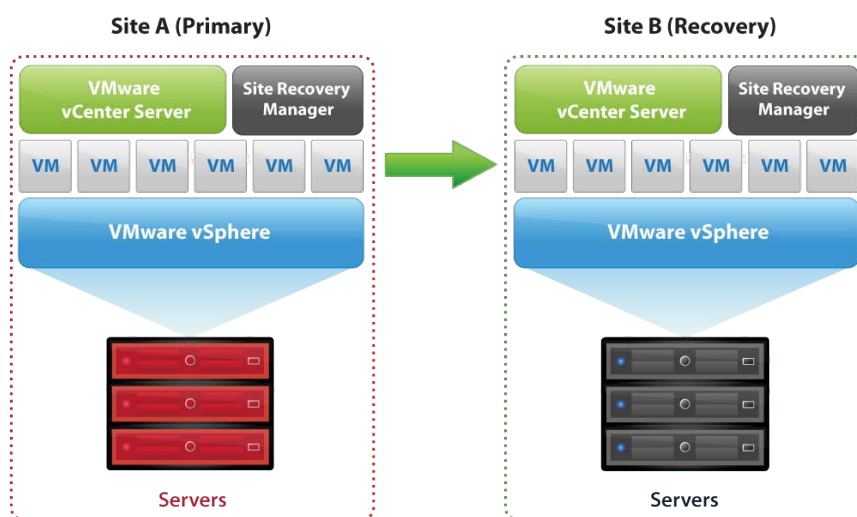 Site A (Primary)
Site B (Recovery)
VMware
vCenter Server
Site Recovery
Manager
VM VM VM VM VM VM
VMware vSphere
Servers
VMware
vCenter Server
Site Recovery
Manager
VM VM VM VM VM VM
VMware vSphere
Servers